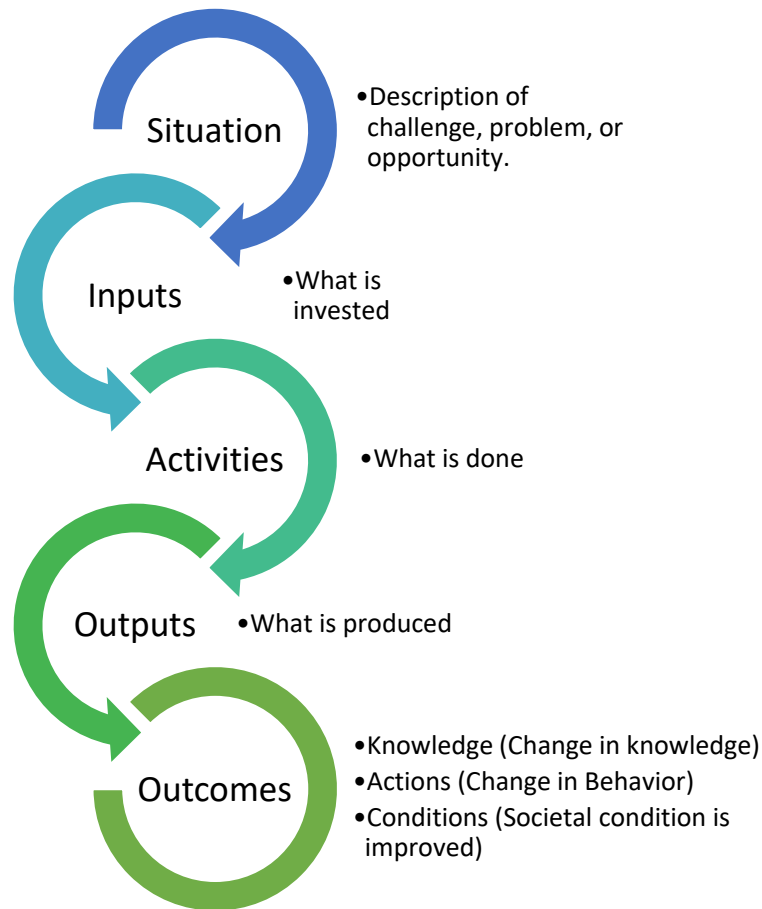 Situation
•Description of
challenge, problem, or
opportunity.
Inputs
•What is
invested
Activities
•What is done
Outputs
•What is produced
Outcomes
•Knowledge (Change in knowledge)
•Actions (Change in Behavior)
•Conditions (Societal condition is
improved)